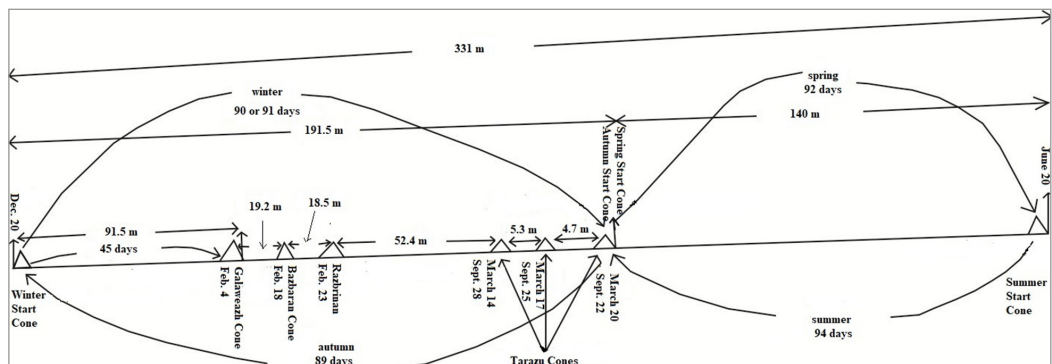 331 m
spring
92 days
winter
90 or 91 days
140 m
191.5 m
Spring Start Cone
Autumn Start Cone
June 20
Dec. 20
18.5 m
19.2 m
91.5 m
45 days
52.4 m
5.3 m
4.7 m
Winter
Start
Cone
Galaweazh Cone
Feb. 4
Bazbaran Cone
Feb. 18
Razbrinan
Feb. 23
March 14
Sept. 28
March 17
Sept. 25
March 20
Sept. 22
Summer
Start
Cone
summer
94 days
autumn
89 days
Tarazu Cones